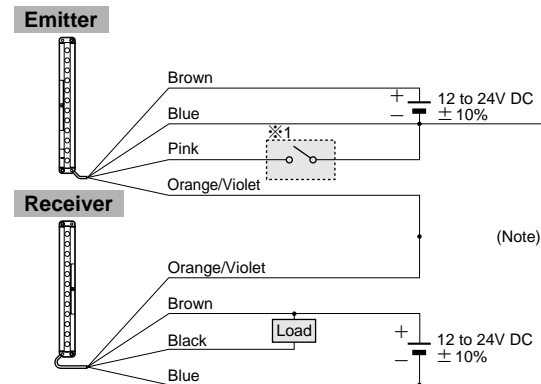 Emitter
Brown
+ 12 to 24V DC
− ± 10%
Blue
※1
Pink
Orange/Violet
Receiver
(Note)
Orange/Violet
Brown
Load
+ 12 to 24V DC
− ± 10%
Black
Blue